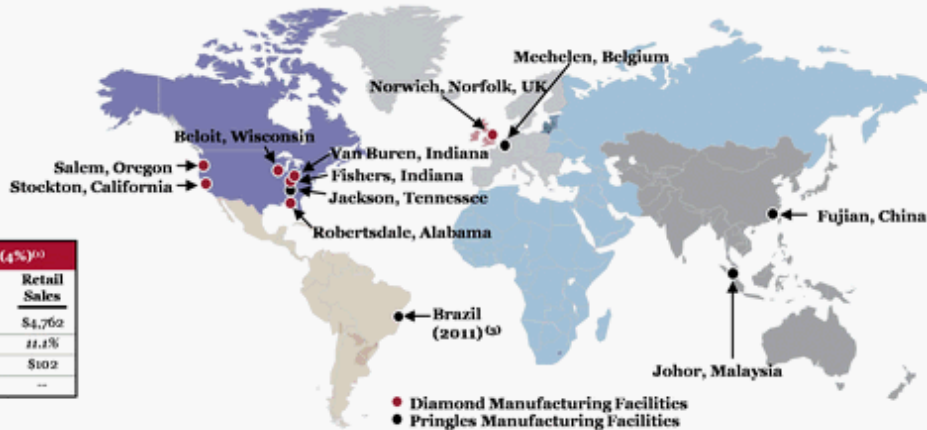 Mechelen, Belgium
Norwich, Norfolk, UK
Beloit, Wisconsin
Van Buren, Indiana
Salem, Oregon
Fishers, Indiana
Stockton, California
Jackson, Tennessee
Fujian, China
Robertsdale, Alabama
(4%)⁽¹⁾
Retail
Sales
$4,762
11.1%
$102
--
Brazil
(2011) ⁽³⁾
Johor, Malaysia
Diamond Manufacturing Facilities
Pringles Manufacturing Facilities